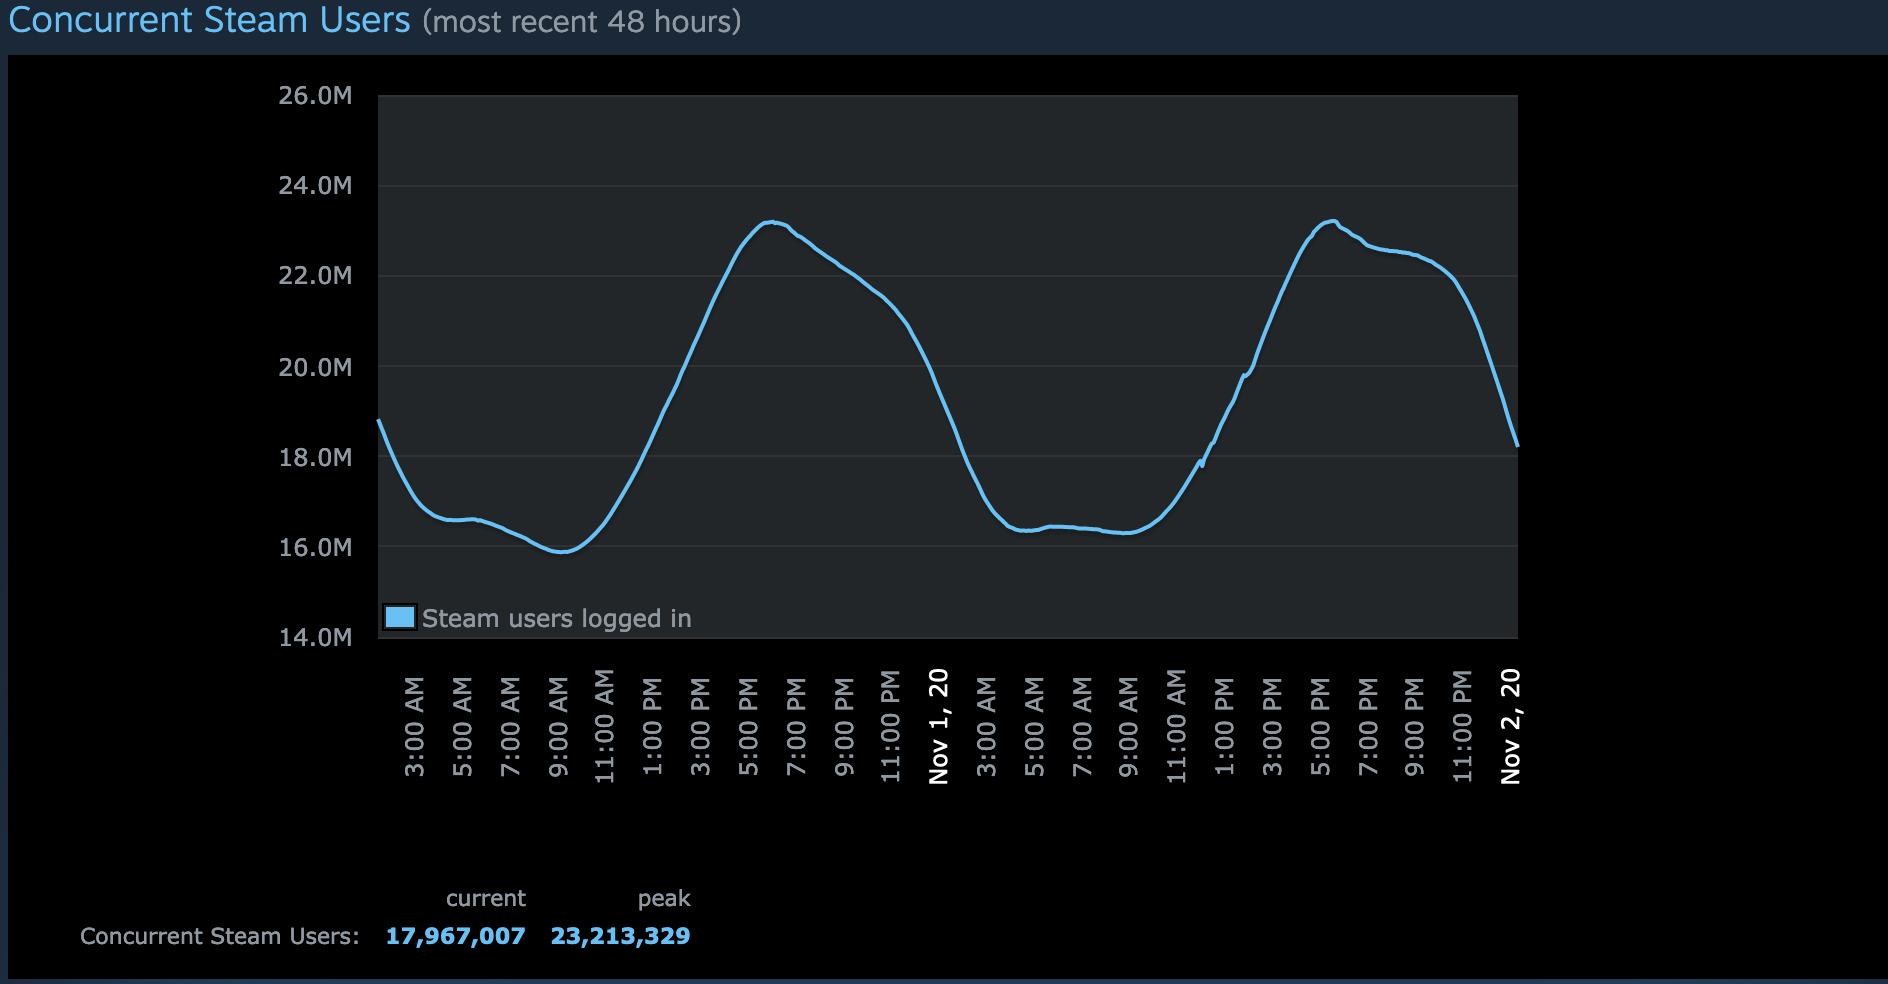 Concurrent Steam Users (most recent 48 hours)
26.0M
24.0M
22.0M
20.0M
18.0M
16.0M
14.0M
Steam users logged in
3:00 AM
5:00 AM
7:00 AM
9:00 AM
11:00 AM
1:00 PM
3:00 PM
5:00 PM
7:00 PM
9:00 PM
11:00 PM
Nov 1, 20
3:00 AM
5:00 AM
7:00 AM
9:00 AM
11:00 AM
1:00 PM
3:00 PM
5:00 PM
7:00 PM
9:00 PM
11:00 PM
Nov 2, 20
current peak
Concurrent Steam Users: 17,967,007 23,213,329